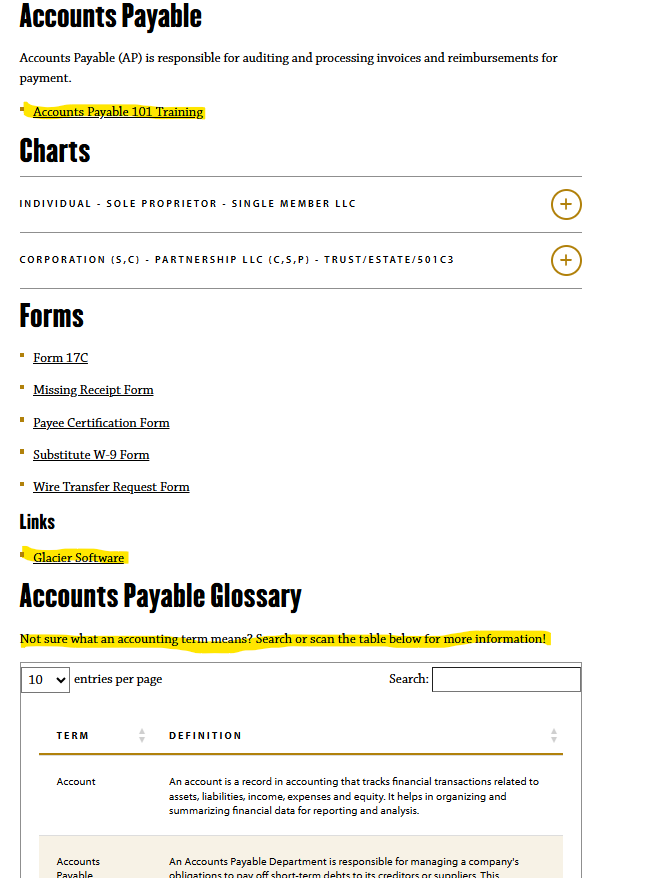 Accounts Payable
Accounts Payable (AP) is responsible for auditing and processing invoices and reimbursements for
payment.
Accounts Payable 101 Training
Charts
INDIVIDUAL - SOLE PROPRIETOR - SINGLE MEMBER LLC
CORPORATION (S,C) - PARTNERSHIP LLC (C,S,P) - TRUST/ESTATE/501C3
Forms
Form 17C
Missing Receipt Form
Payee Certification Form
Substitute W-9 Form
Wire Transfer Request Form
Links
Glacier Software
Accounts Payable Glossary
Not sure what an accounting term means? Search or scan the table below for more information!
10 entries per page Search:
TERM DEFINITION
Account An account is a record in accounting that tracks financial transactions related to
assets, liabilities, income, expenses and equity. It helps in organizing and
summarizing financial data for reporting and analysis.
Accounts An Accounts Payable Department is responsible for managing a company's
Payable obligations to pay off short-term debts to its creditors or suppliers. This